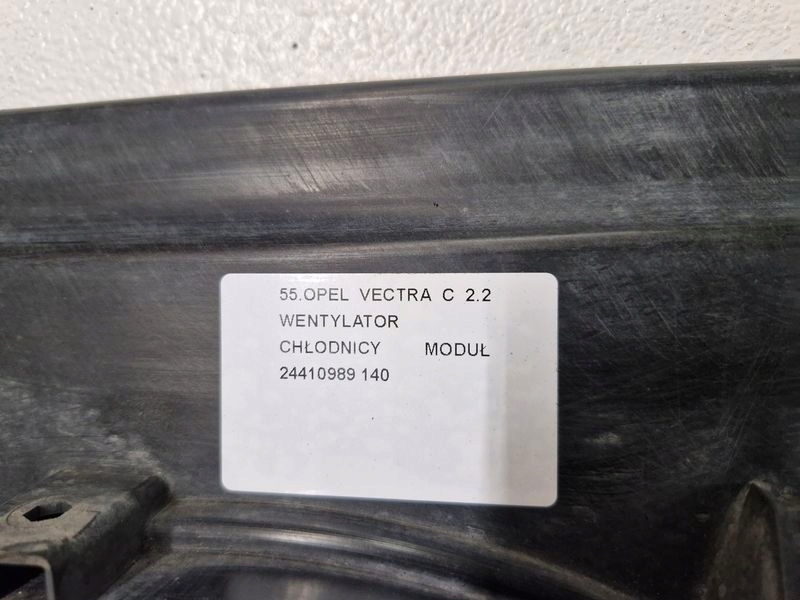 55.OPEL VECTRA C 2.2
WENTYLATOR
CHŁODNICY MODUŁ
24410989 140